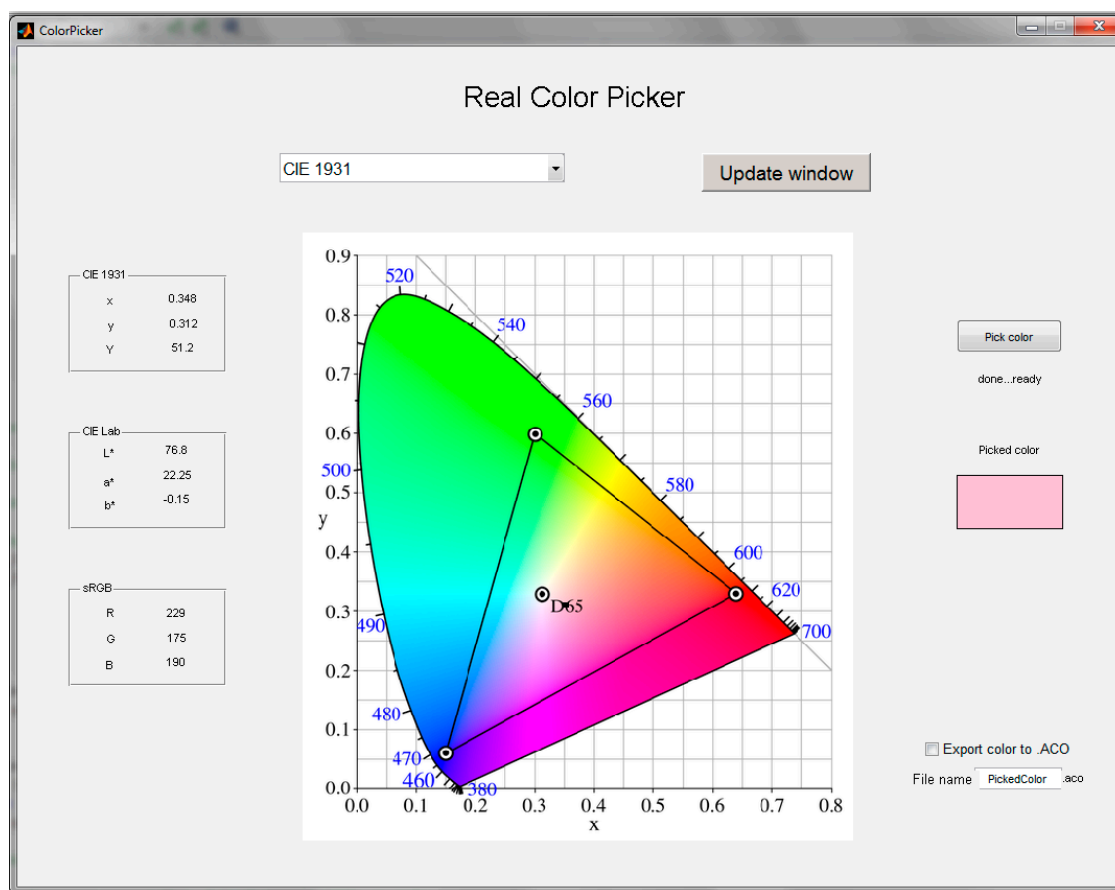 ColorPicker
Real Color Picker
CIE 1931
Update window
CIE 1931
x 0.348
y 0.312
Y 51.2
CIE Lab
L* 76.8
a* 22.25
b* -0.15
sRGB
R 229
G 175
B 190
0.9
0.8
0.7
0.6
0.5
0.4
0.3
0.2
0.1
0.0
y
520
540
560
580
600
620
700
500
490
480
470
460
380
D65
0.0 0.1 0.2 0.3 0.4 0.5 0.6 0.7 0.8
x
Pick color
done...ready
Picked color
Export color to .ACO
File name PickedColor .aco